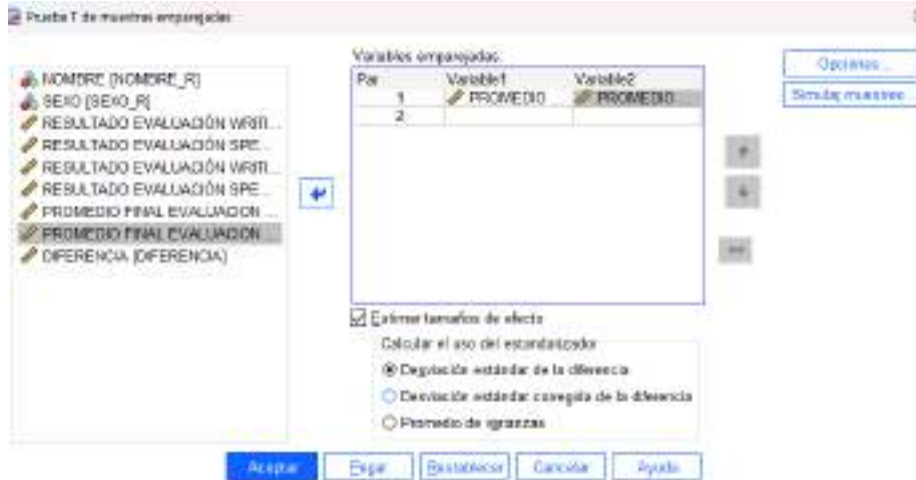 Prueba T de muestras emparejadas
NOMBRE [NOMBRE_R]
SEXO [SEXO_R]
RESULTADO EVALUACIÓN WRITI...
RESULTADO EVALUACIÓN SPE...
RESULTADO EVALUACIÓN WRITI...
RESULTADO EVALUACIÓN SPE...
PROMEDIO FINAL EVALUACION ...
PROMEDIO FINAL EVALUACION ...
DIFERENCIA [DIFERENCIA]
Variables emparejadas:
Par Variable1 Variable2
1 PROMEDIO ... PROMEDIO ...
2
Opciones...
Simular muestreo...
Estimar tamaños de efecto
Calcular el uso del estandarizador
Desviación estándar de la diferencia
Desviación estándar corregida de la diferencia
Promedio de
Aceptar Pegar Restablecer Cancelar Ayuda